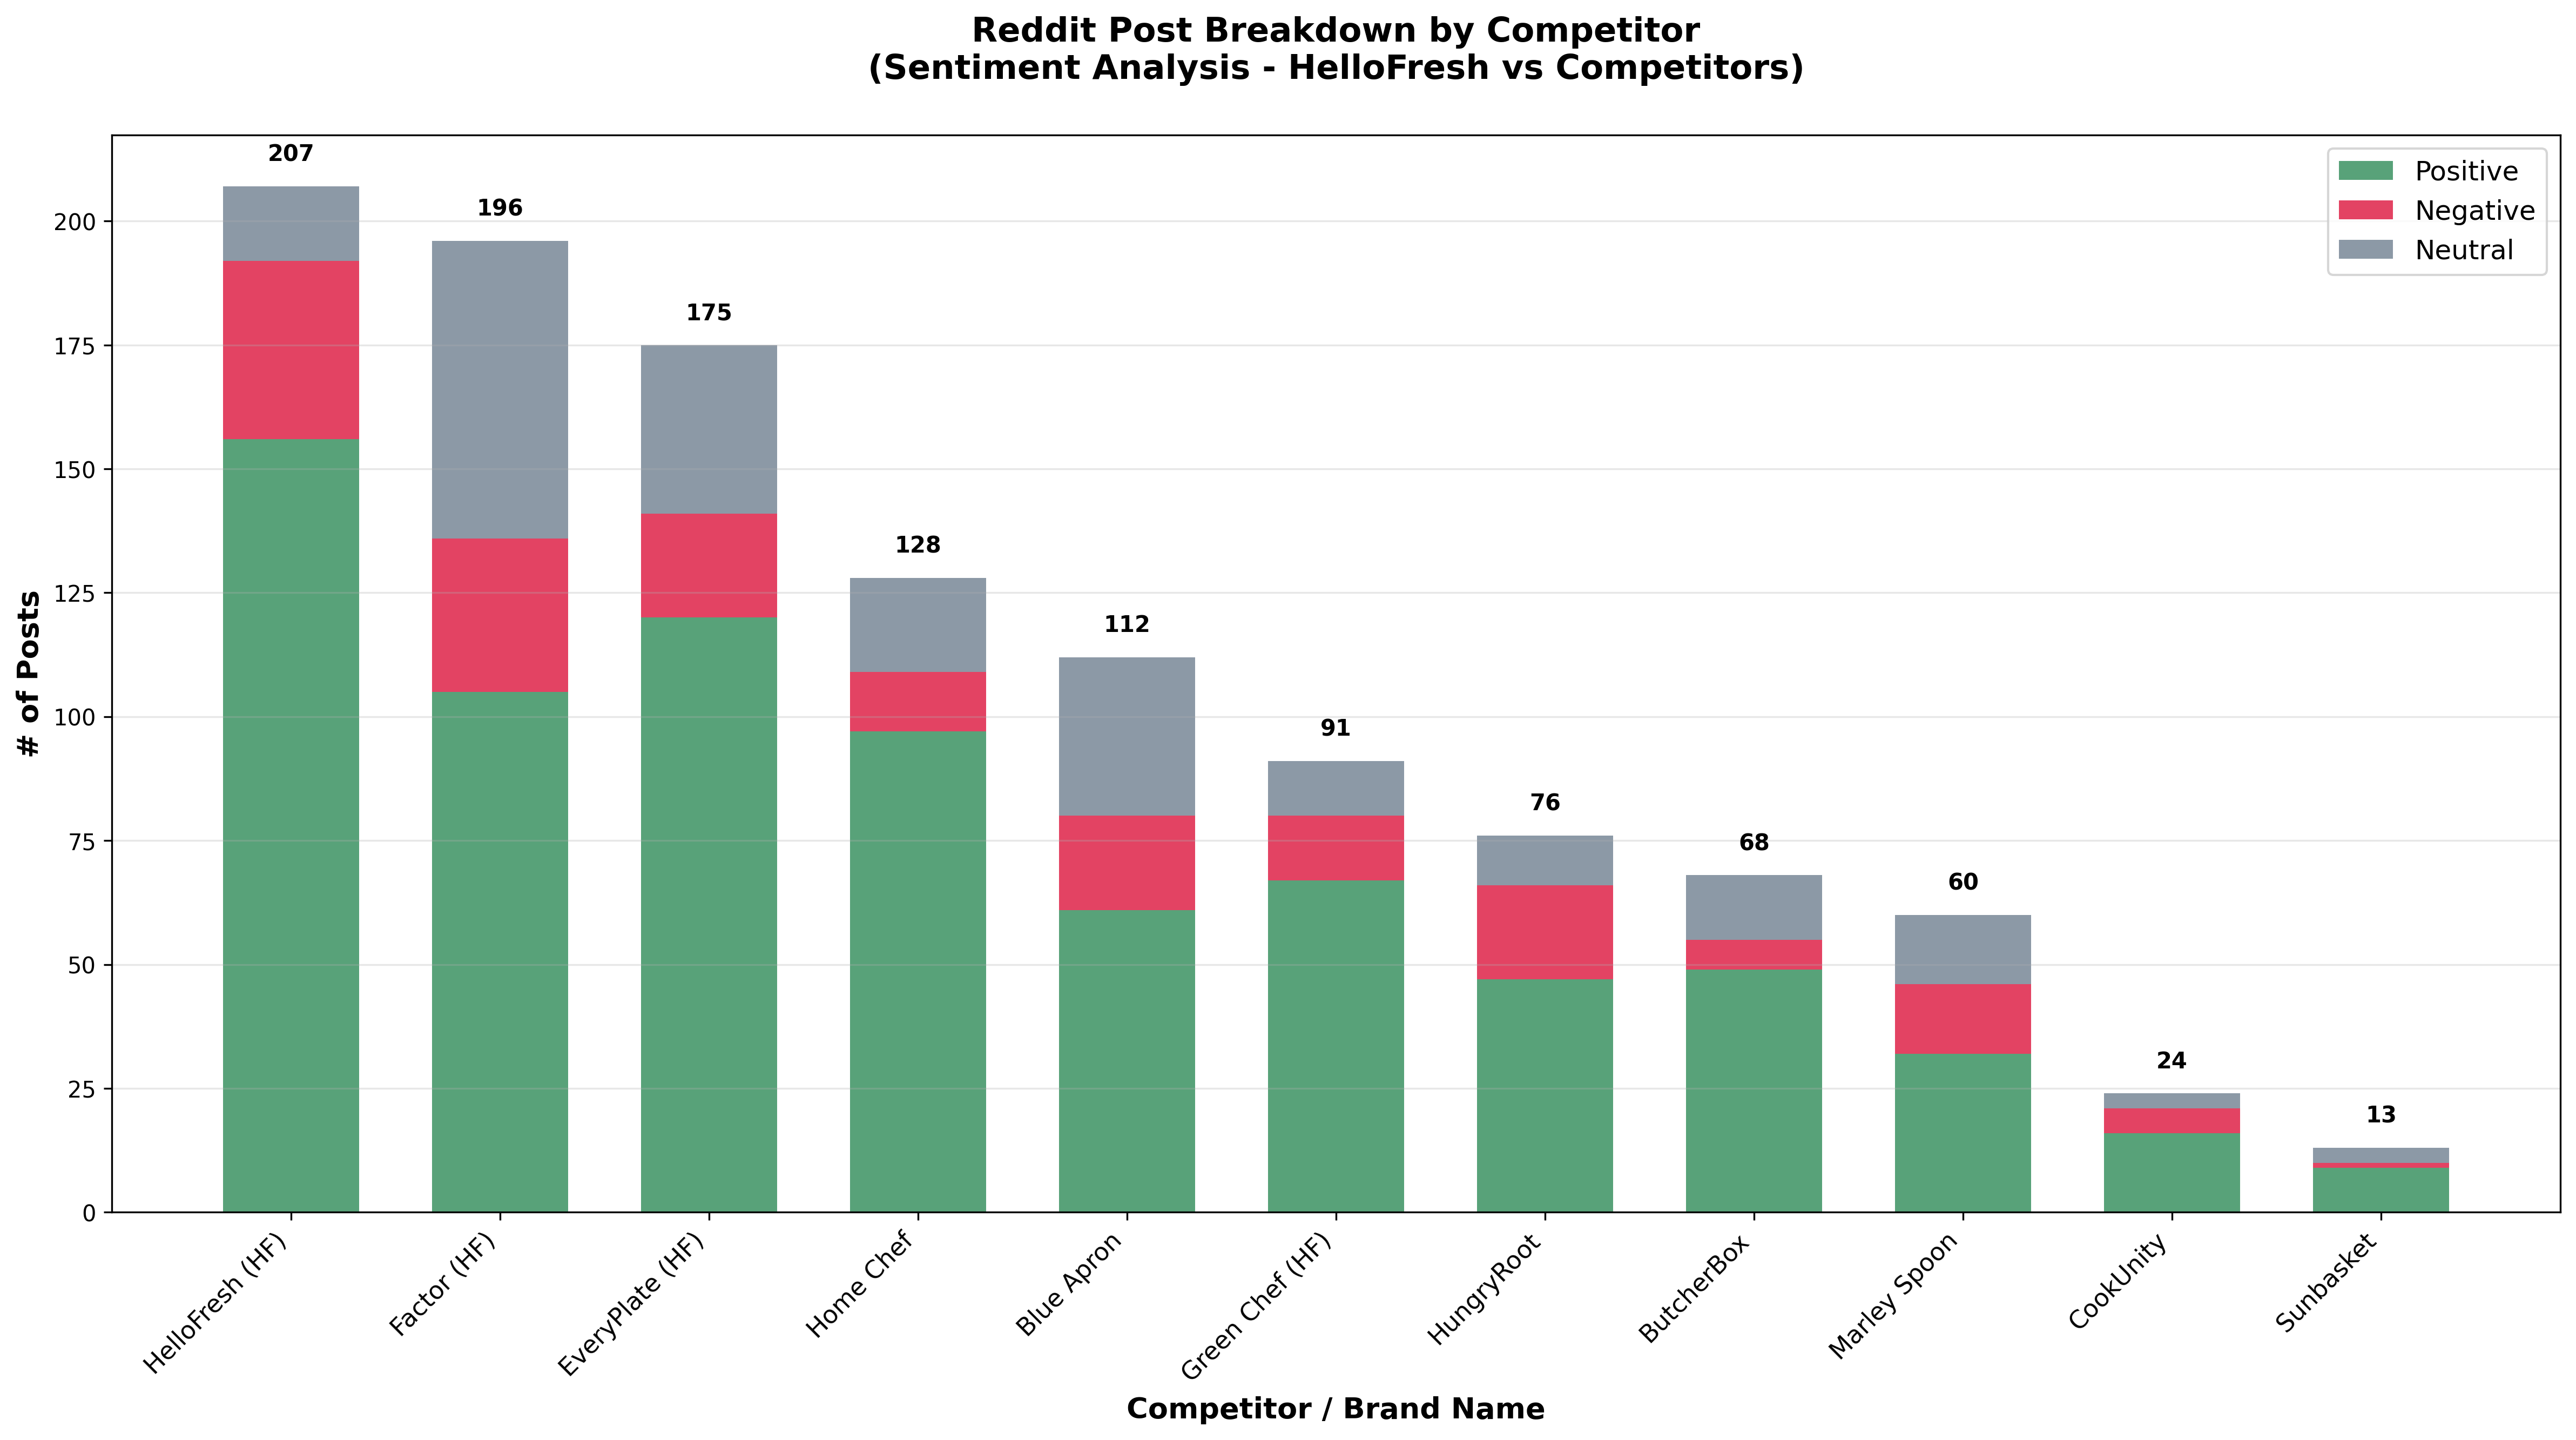 Reddit Post Breakdown by Competitor
(Sentiment Analysis - HelloFresh vs Competitors)
Positive
Negative
Neutral
# of Posts
200
175
150
125
100
75
50
25
0
207
196
175
128
112
91
76
68
60
24
13
HelloFresh (HF)
Factor (HF)
EveryPlate (HF)
Home Chef
Blue Apron
Green Chef (HF)
HungryRoot
ButcherBox
Marley Spoon
CookUnity
Sunbasket
Competitor / Brand Name